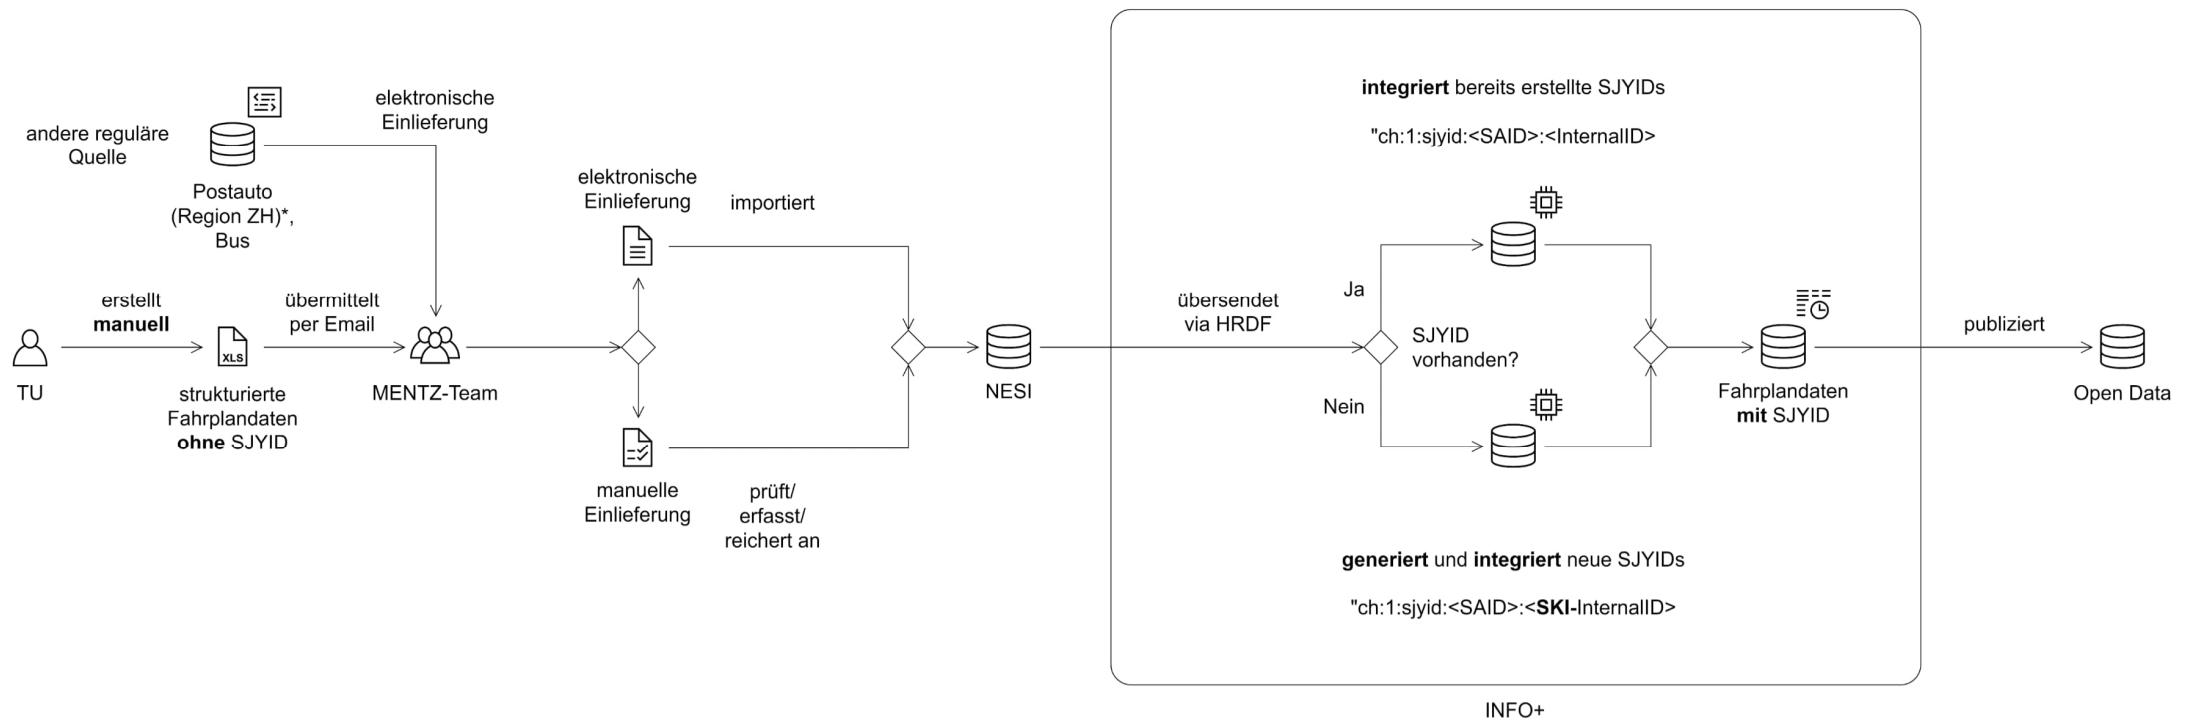 andere reguläre
Quelle
Postauto
(Region ZH)*,
Bus
elektronische
Einlieferung
TU
erstellt
manuell
XLS
strukturierte
Fahrplandaten
ohne SJYID
übermittelt
per Email
MENTZ-Team
elektronische
Einlieferung
importiert
manuelle
Einlieferung
prüft/
erfasst/
reichert an
NESI
übersendet
via HRDF
integriert bereits erstellte SJYIDs
"ch:1:sjyid:<SAID>:<InternalID>
Ja
SJYID
vorhanden?
Nein
generiert und integriert neue SJYIDs
"ch:1:sjyid:<SAID>:<SKI-InternalID>
Fahrplandaten
mit SJYID
INFO+
publiziert
Open Data